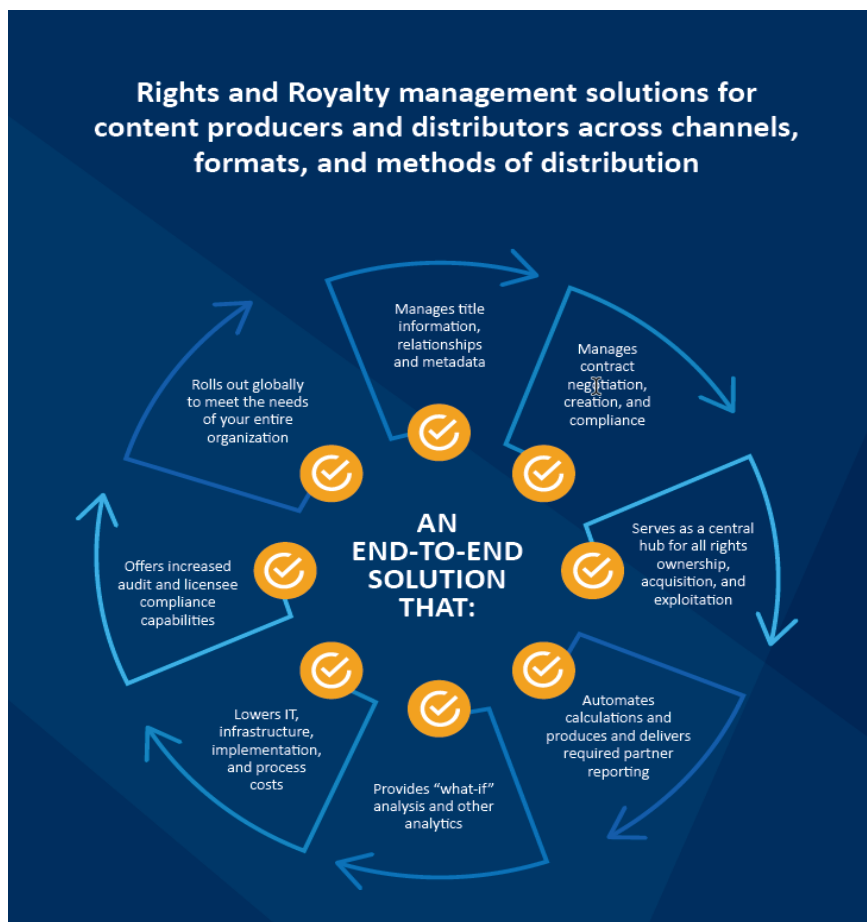 Rights and Royalty management solutions for
content producers and distributors across channels,
formats, and methods of distribution
Manages title
information,
relationships
and metadata
Manages
contract
negitiation,
creation, and
compliance
Serves as a central
hub for all rights
ownership,
acquisition, and
exploitation
Automates
calculations and
produces and delivers
required partner
reporting
Provides “what-if”
analysis and other
analytics
Lowers IT,
infrastructure,
implementation,
and process
costs
Offers increased
audit and licensee
compliance
capabilities
Rolls out globally
to meet the needs
of your entire
organization
AN
END-TO-END
SOLUTION
THAT: